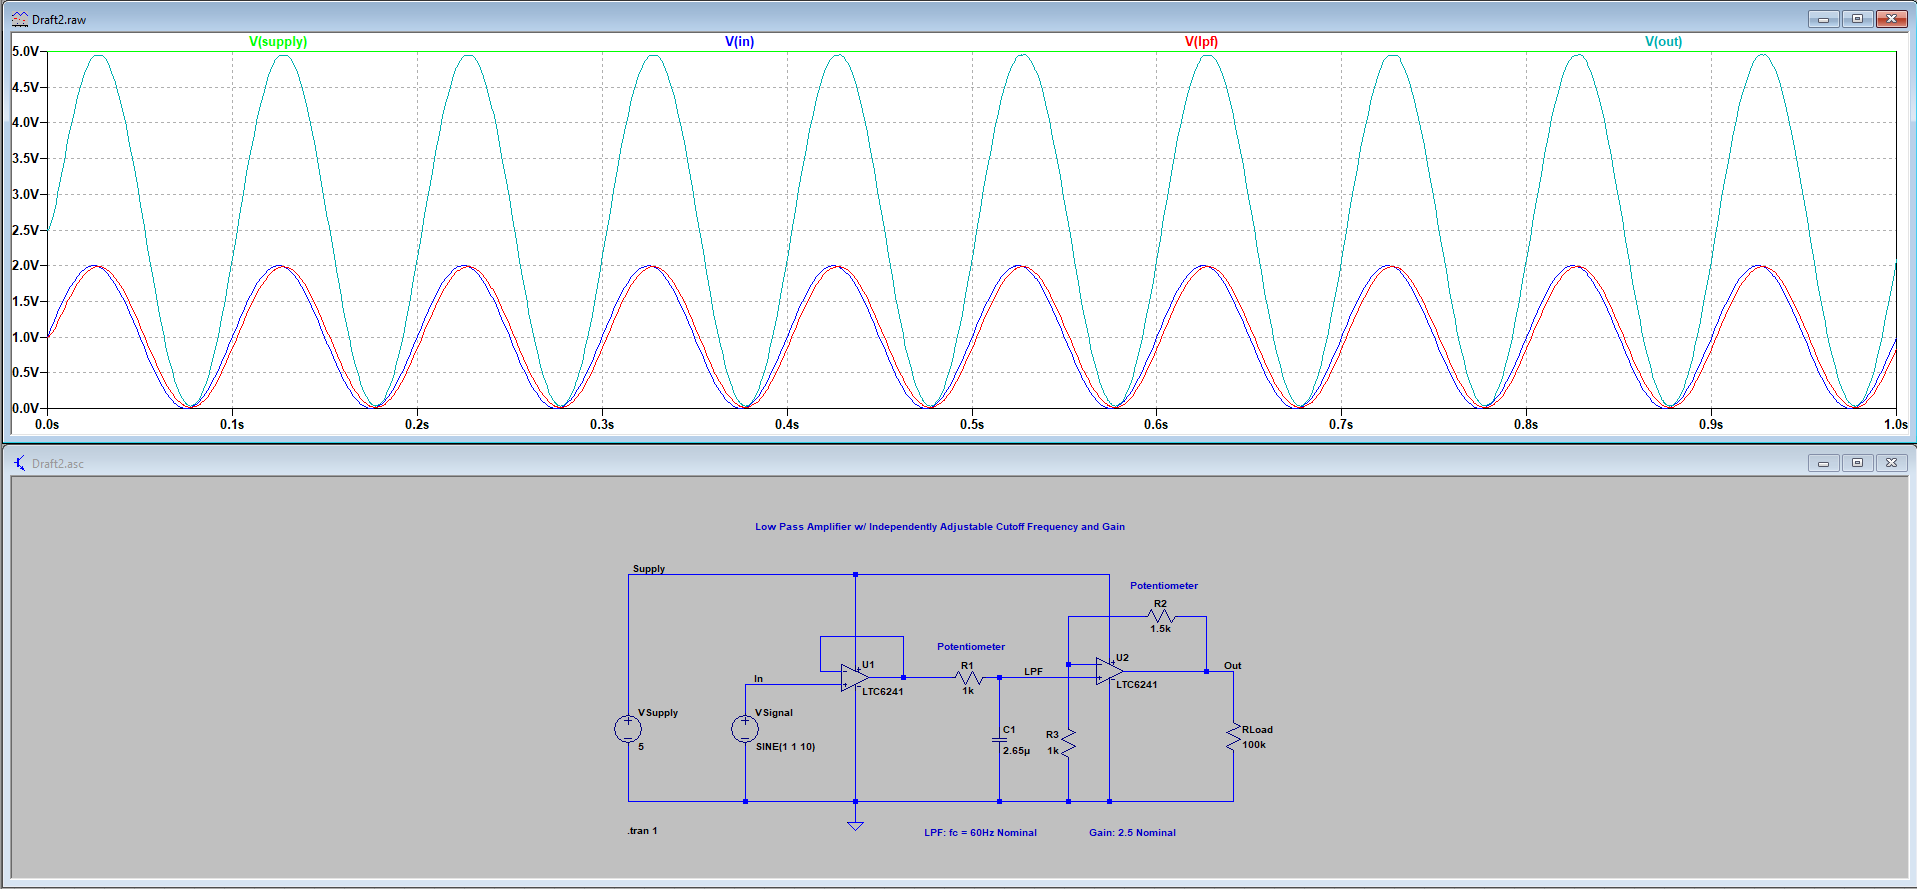 Draft2.raw
V(supply) V(in) V(lpf) V(out)
5.0V
4.5V
4.0V
3.5V
3.0V
2.5V
2.0V
1.5V
1.0V
0.5V
0.0V
0.0s 0.1s 0.2s 0.3s 0.4s 0.5s 0.6s 0.7s 0.8s 0.9s 1.0s
Draft2.asc
Low Pass Amplifier w/ Independently Adjustable Cutoff Frequency and Gain
Supply
Potentiometer
R2
1.5k
Potentiometer
U1
LTC6241
R1
1k
LPF
U2
LTC6241
Out
In
VSupply
5
VSignal
SINE(1 1 10)
C1
2.65µ
R3
1k
RLoad
100k
.tran 1
LPF: fc = 60Hz Nominal
Gain: 2.5 Nominal